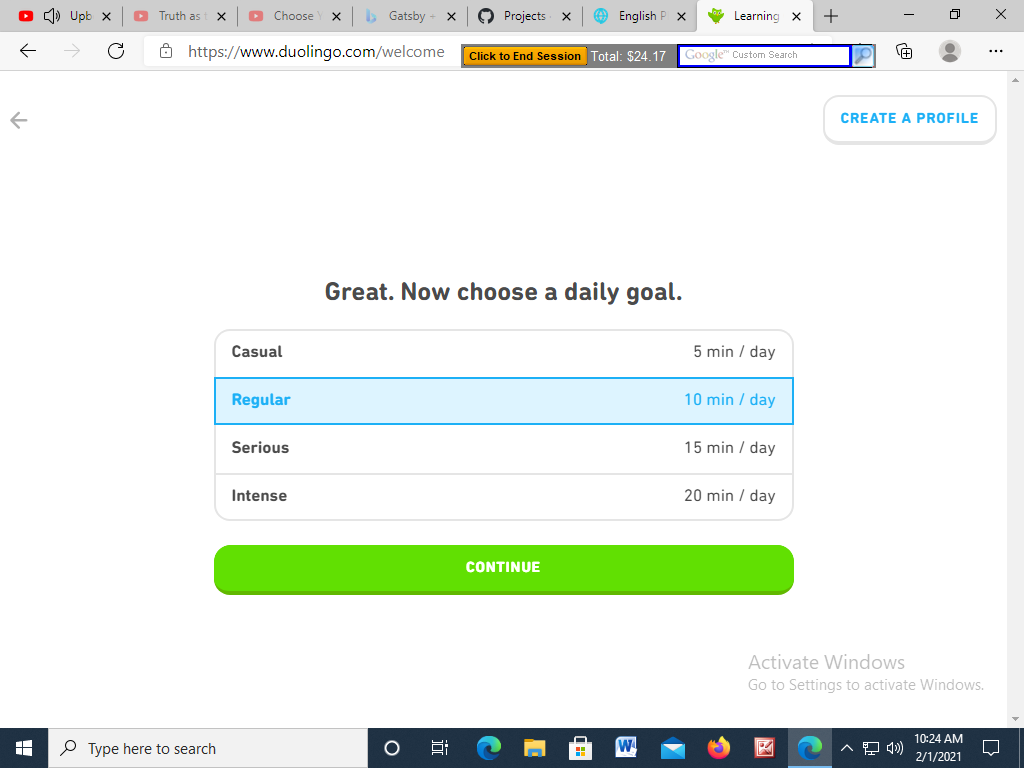 Upb
Truth as t
Choose Y
Gatsby +
Projects
English P
Learning
https://www.duolingo.com/welcome
Click to End Session
Total: $24.17
Google™ Custom Search
CREATE A PROFILE
Great. Now choose a daily goal.
Casual 5 min / day
Regular 10 min / day
Serious 15 min / day
Intense 20 min / day
CONTINUE
Activate Windows
Go to Settings to activate Windows.
Type here to search
10:24 AM
2/1/2021